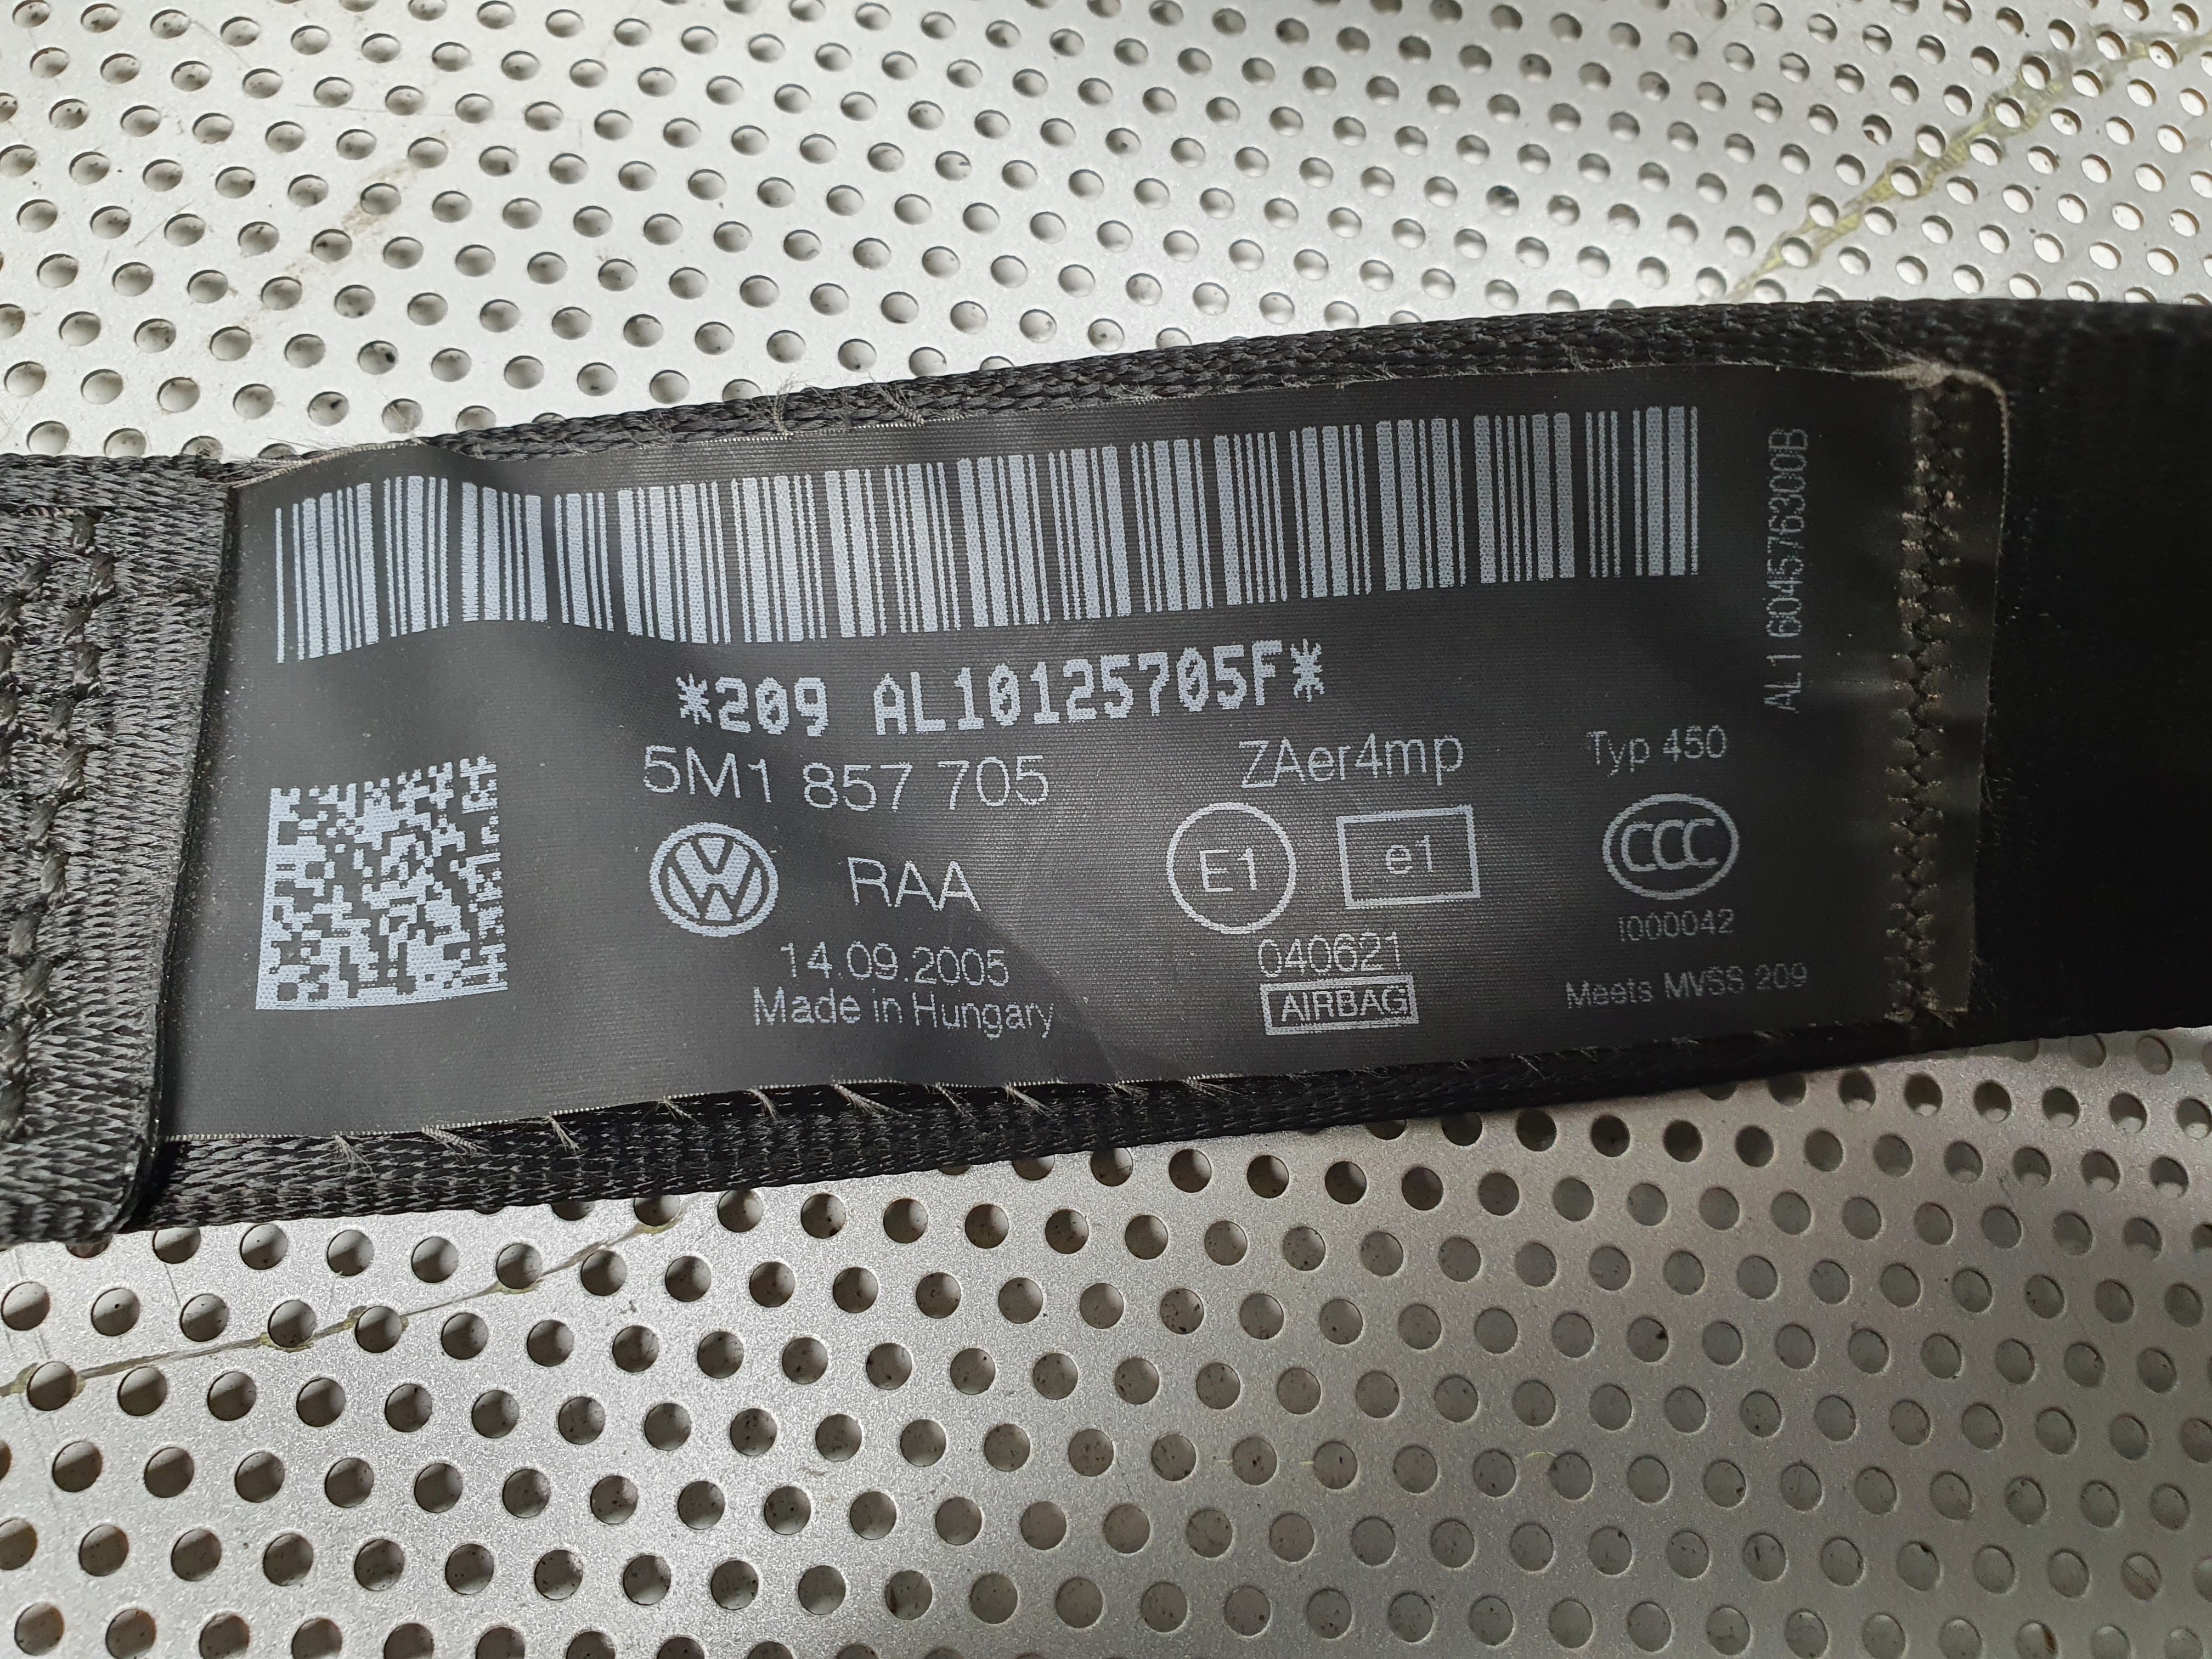 *209 AL10125705F*
5M1 857 705
ZAer4mp
Typ 450
RAA
E1
e1
CCC
I000042
14.09.2005
040621
Made in Hungary
AIRBAG
Meets MVSS 209
AL1 604576300B